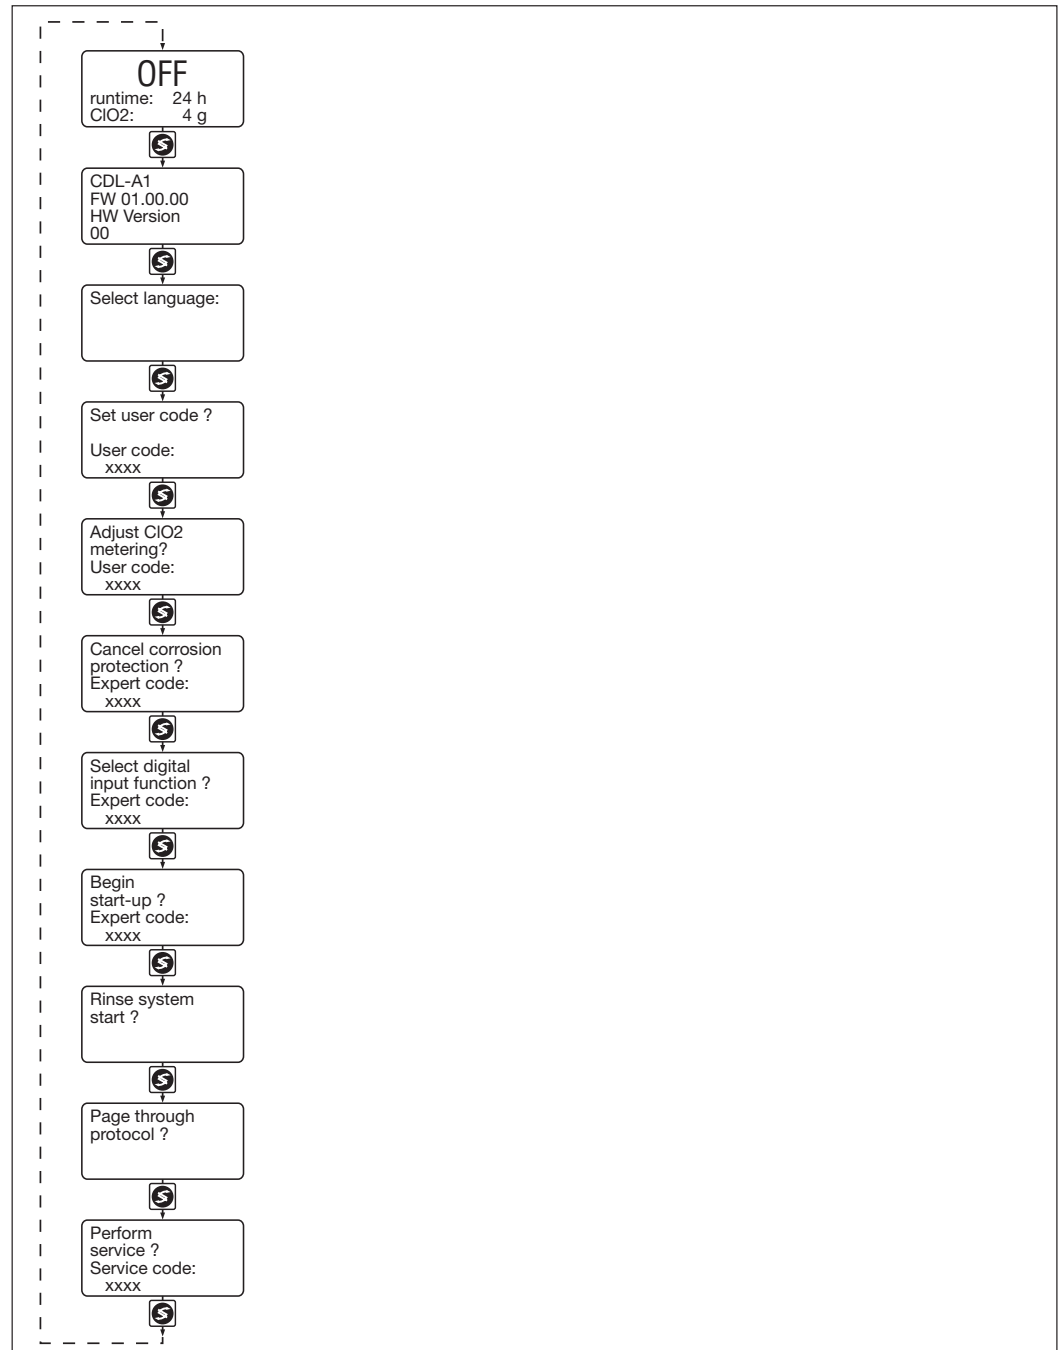 OFF
runtime: 24 h
ClO2: 4 g
CDL-A1
FW 01.00.00
HW Version
00
Select language:
Set user code ?
User code:
xxxx
Adjust ClO2
metering?
User code:
xxxx
Cancel corrosion
protection ?
Expert code:
xxxx
Select digital
input function ?
Expert code:
xxxx
Begin
start-up ?
Expert code:
xxxx
Rinse system
start ?
Page through
protocol ?
Perform
service ?
Service code:
xxxx